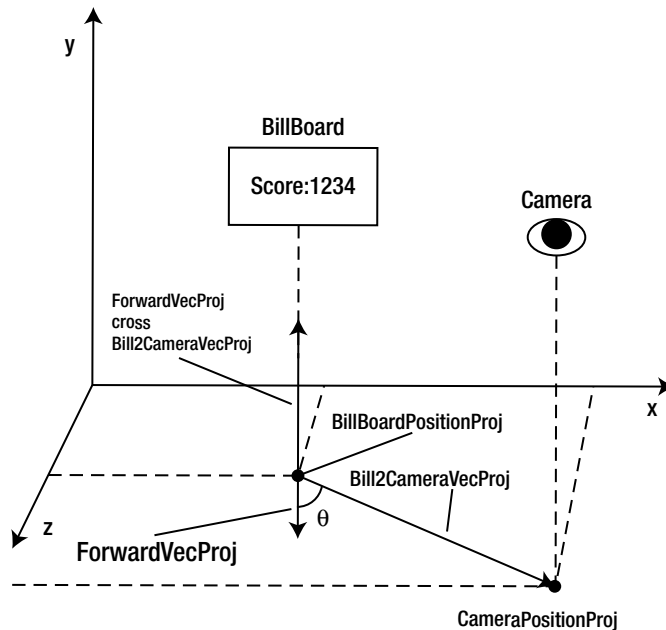 y
BillBoard
Score:1234
Camera
ForwardVecProj
cross
Bill2CameraVecProj
x
BillBoardPositionProj
Bill2CameraVecProj
z
θ
ForwardVecProj
CameraPositionProj